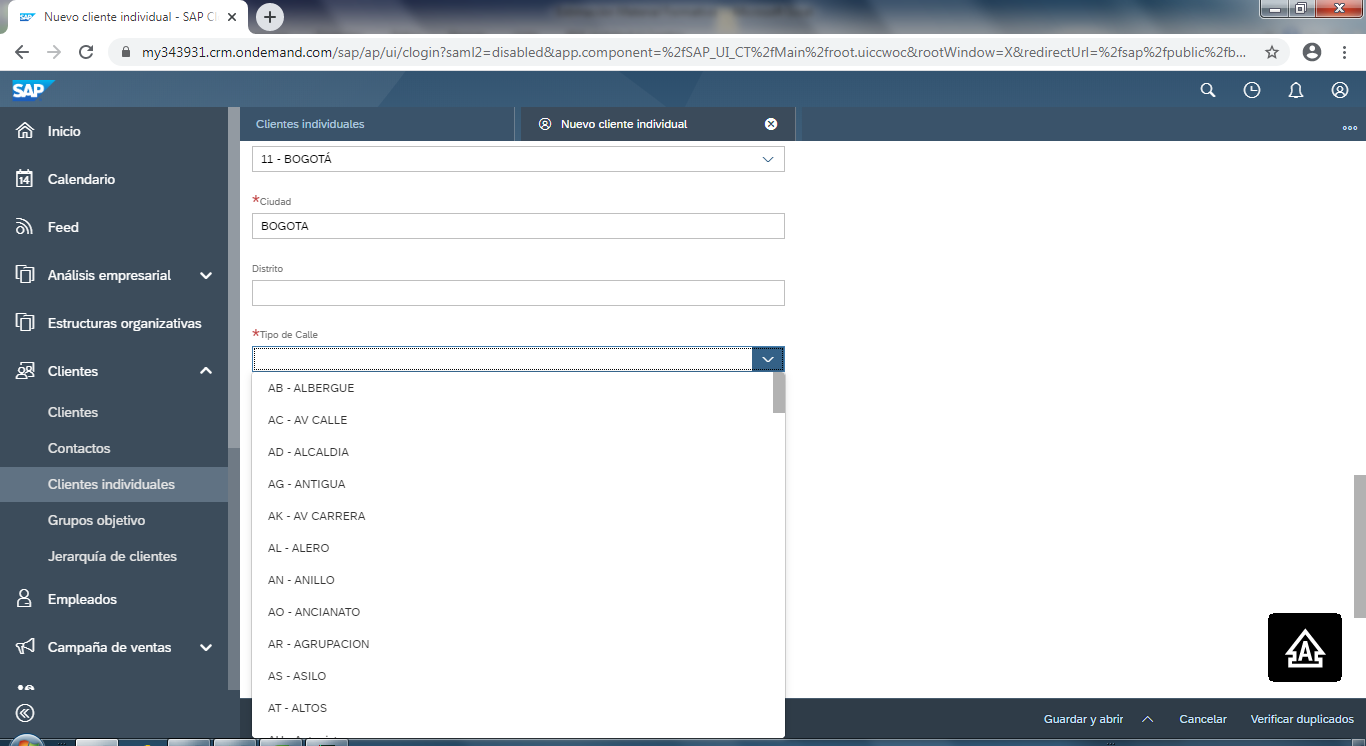 Nuevo cliente individual - SAP Cl
my343931.crm.ondemand.com/sap/ap/ui/clogin?saml2=disabled&app.component=%2fSAP_UI_CT%2fMain%2froot.uiccwoc&rootWindow=X&redirectUrl=%2fsap%2fpublic%2fb...
SAP
Inicio
14
Calendario
Feed
Análisis empresarial
Estructuras organizativas
Clientes
Clientes
Contactos
Clientes individuales
Grupos objetivo
Jerarquía de clientes
Empleados
Campaña de ventas
Clientes individuales
Nuevo cliente individual
11 - BOGOTÁ
*Ciudad
BOGOTA
Distrito
*Tipo de Calle
AB - ALBERGUE
AC - AV CALLE
AD - ALCALDIA
AG - ANTIGUA
AK - AV CARRERA
AL - ALERO
AN - ANILLO
AO - ANCIANATO
AR - AGRUPACION
AS - ASILO
AT - ALTOS
A
Guardar y abrir
Cancelar
Verificar duplicados